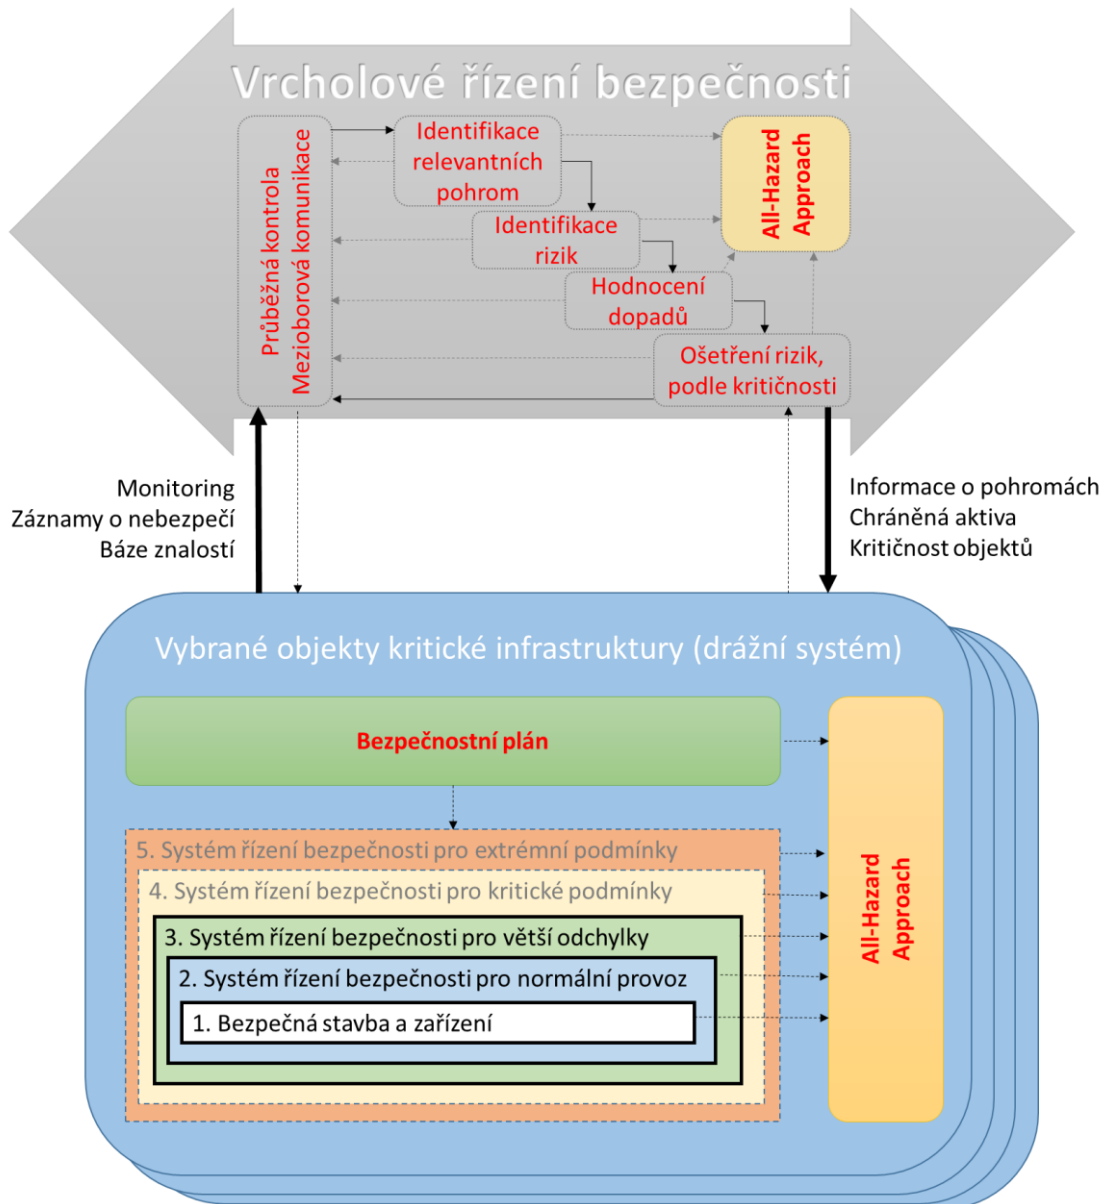 Vrcholové řízení bezpečnosti
Průběžná kontrola
Mezioborová komunikace
Identifikace
relevantních
pohrom
Identifikace
rizik
Hodnocení
dopadů
Ošetření rizik,
podle kritičnosti
All-Hazard
Approach
Monitoring
Záznamy o nebezpečí
Báze znalostí
Informace o pohromách
Chráněná aktiva
Kritičnost objektů
Vybrané objekty kritické infrastruktury (drážní systém)
Bezpečnostní plán
5. Systém řízení bezpečnosti pro extrémní podmínky
4. Systém řízení bezpečnosti pro kritické podmínky
3. Systém řízení bezpečnosti pro větší odchylky
2. Systém řízení bezpečnosti pro normální provoz
1. Bezpečná stavba a zařízení
All-Hazard
Approach